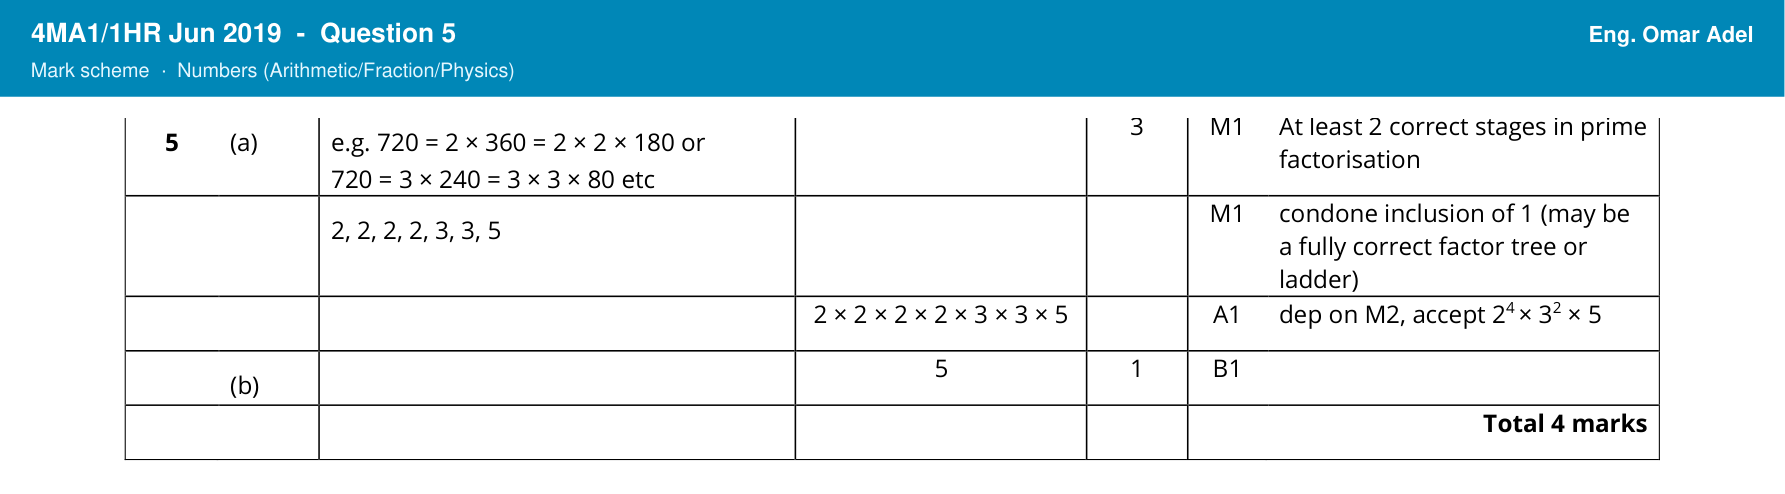 4MA1/1HR Jun 2019 - Question 5
Eng. Omar Adel
Mark scheme · Numbers (Arithmetic/Fraction/Physics)
5 (a) e.g. 720 = 2 × 360 = 2 × 2 × 180 or 3 M1 At least 2 correct stages in prime
720 = 3 × 240 = 3 × 3 × 80 etc factorisation
2, 2, 2, 2, 3, 3, 5 M1 condone inclusion of 1 (may be
a fully correct factor tree or
ladder)
2 × 2 × 2 × 2 × 3 × 3 × 5 A1 dep on M2, accept 2⁴ × 3² × 5
(b) 5 1 B1
Total 4 marks